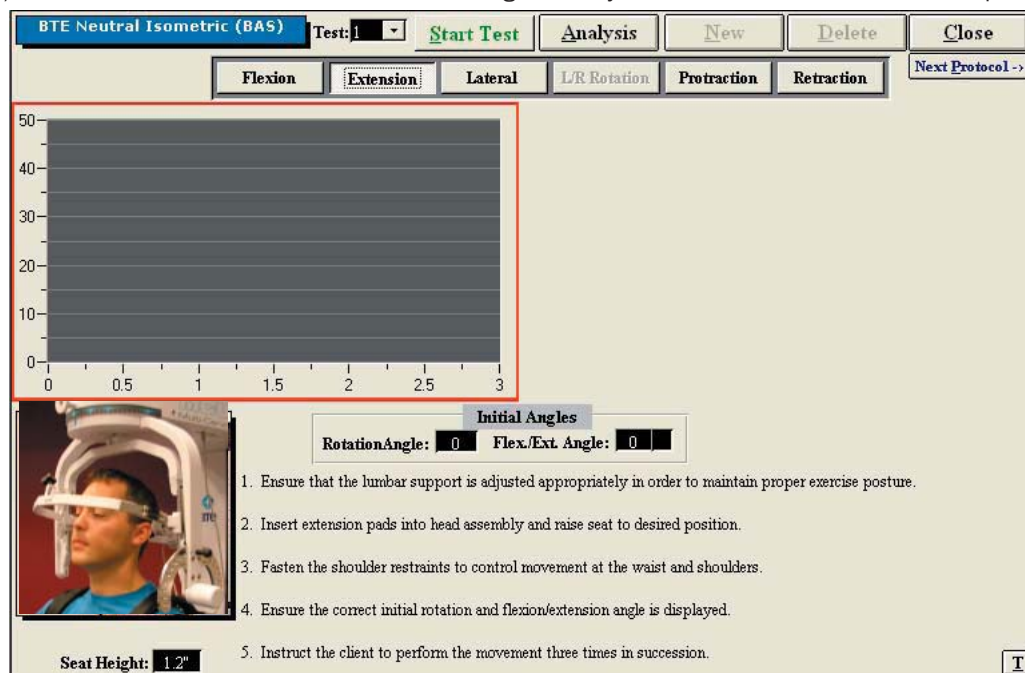 BTE Neutral Isometric (BAS) Test: 1 Start Test Analysis New Delete Close
Flexion Extension Lateral L/R Rotation Protraction Retraction Next Protocol ->
50
40
30
20
10
0
0 0.5 1 1.5 2 2.5 3
Initial Angles
RotationAngle: 0 Flex./Ext. Angle: 0
1. Ensure that the lumbar support is adjusted appropriately in order to maintain proper exercise posture.
2. Insert extension pads into head assembly and raise seat to desired position.
3. Fasten the shoulder restraints to control movement at the waist and shoulders.
4. Ensure the correct initial rotation and flexion/extension angle is displayed.
5. Instruct the client to perform the movement three times in succession.
Seat Height: 1.2"